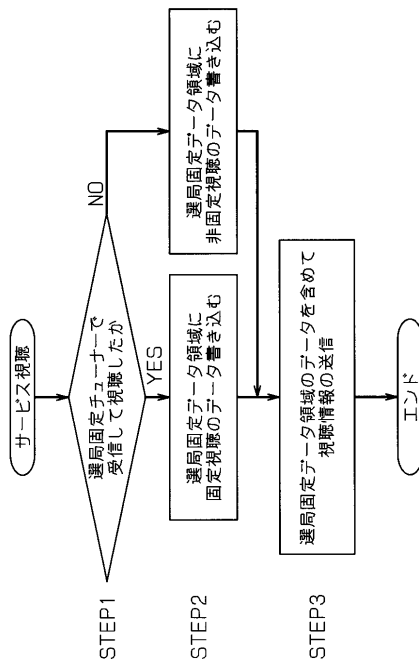 サービス視聴
STEP1
選局固定チューナーで
受信して視聴したか
NO
YES
STEP2
選局固定データ領域に
固定視聴のデータ書き込む
選局固定データ領域に
非固定視聴のデータ書き込む
STEP3
選局固定データ領域のデータを含めて
視聴情報の送信
エンド